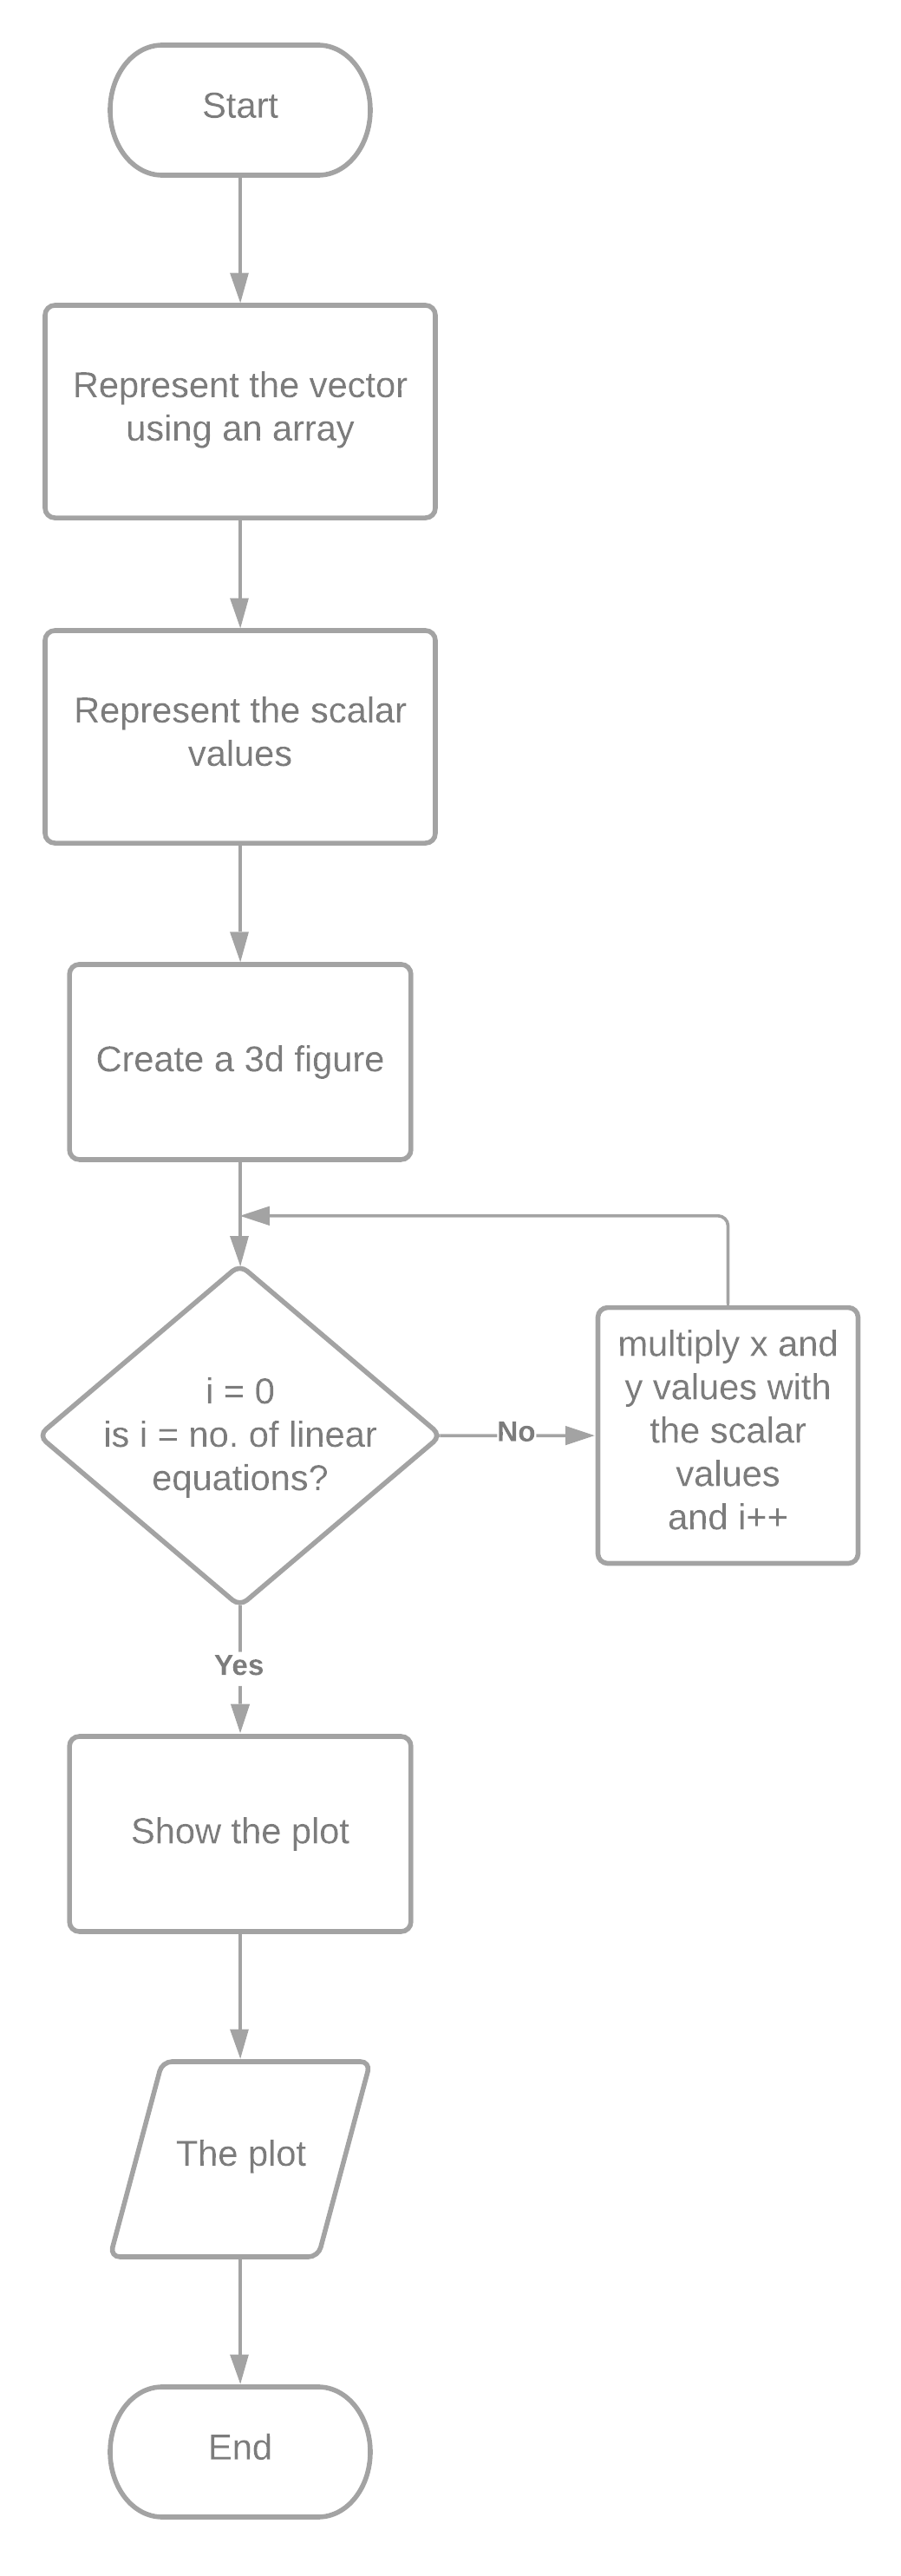 Start
Represent the vector
using an array
Represent the scalar
values
Create a 3d figure
i = 0
is i = no. of linear
equations?
No
multiply x and
y values with
the scalar
values
and i++
Yes
Show the plot
The plot
End